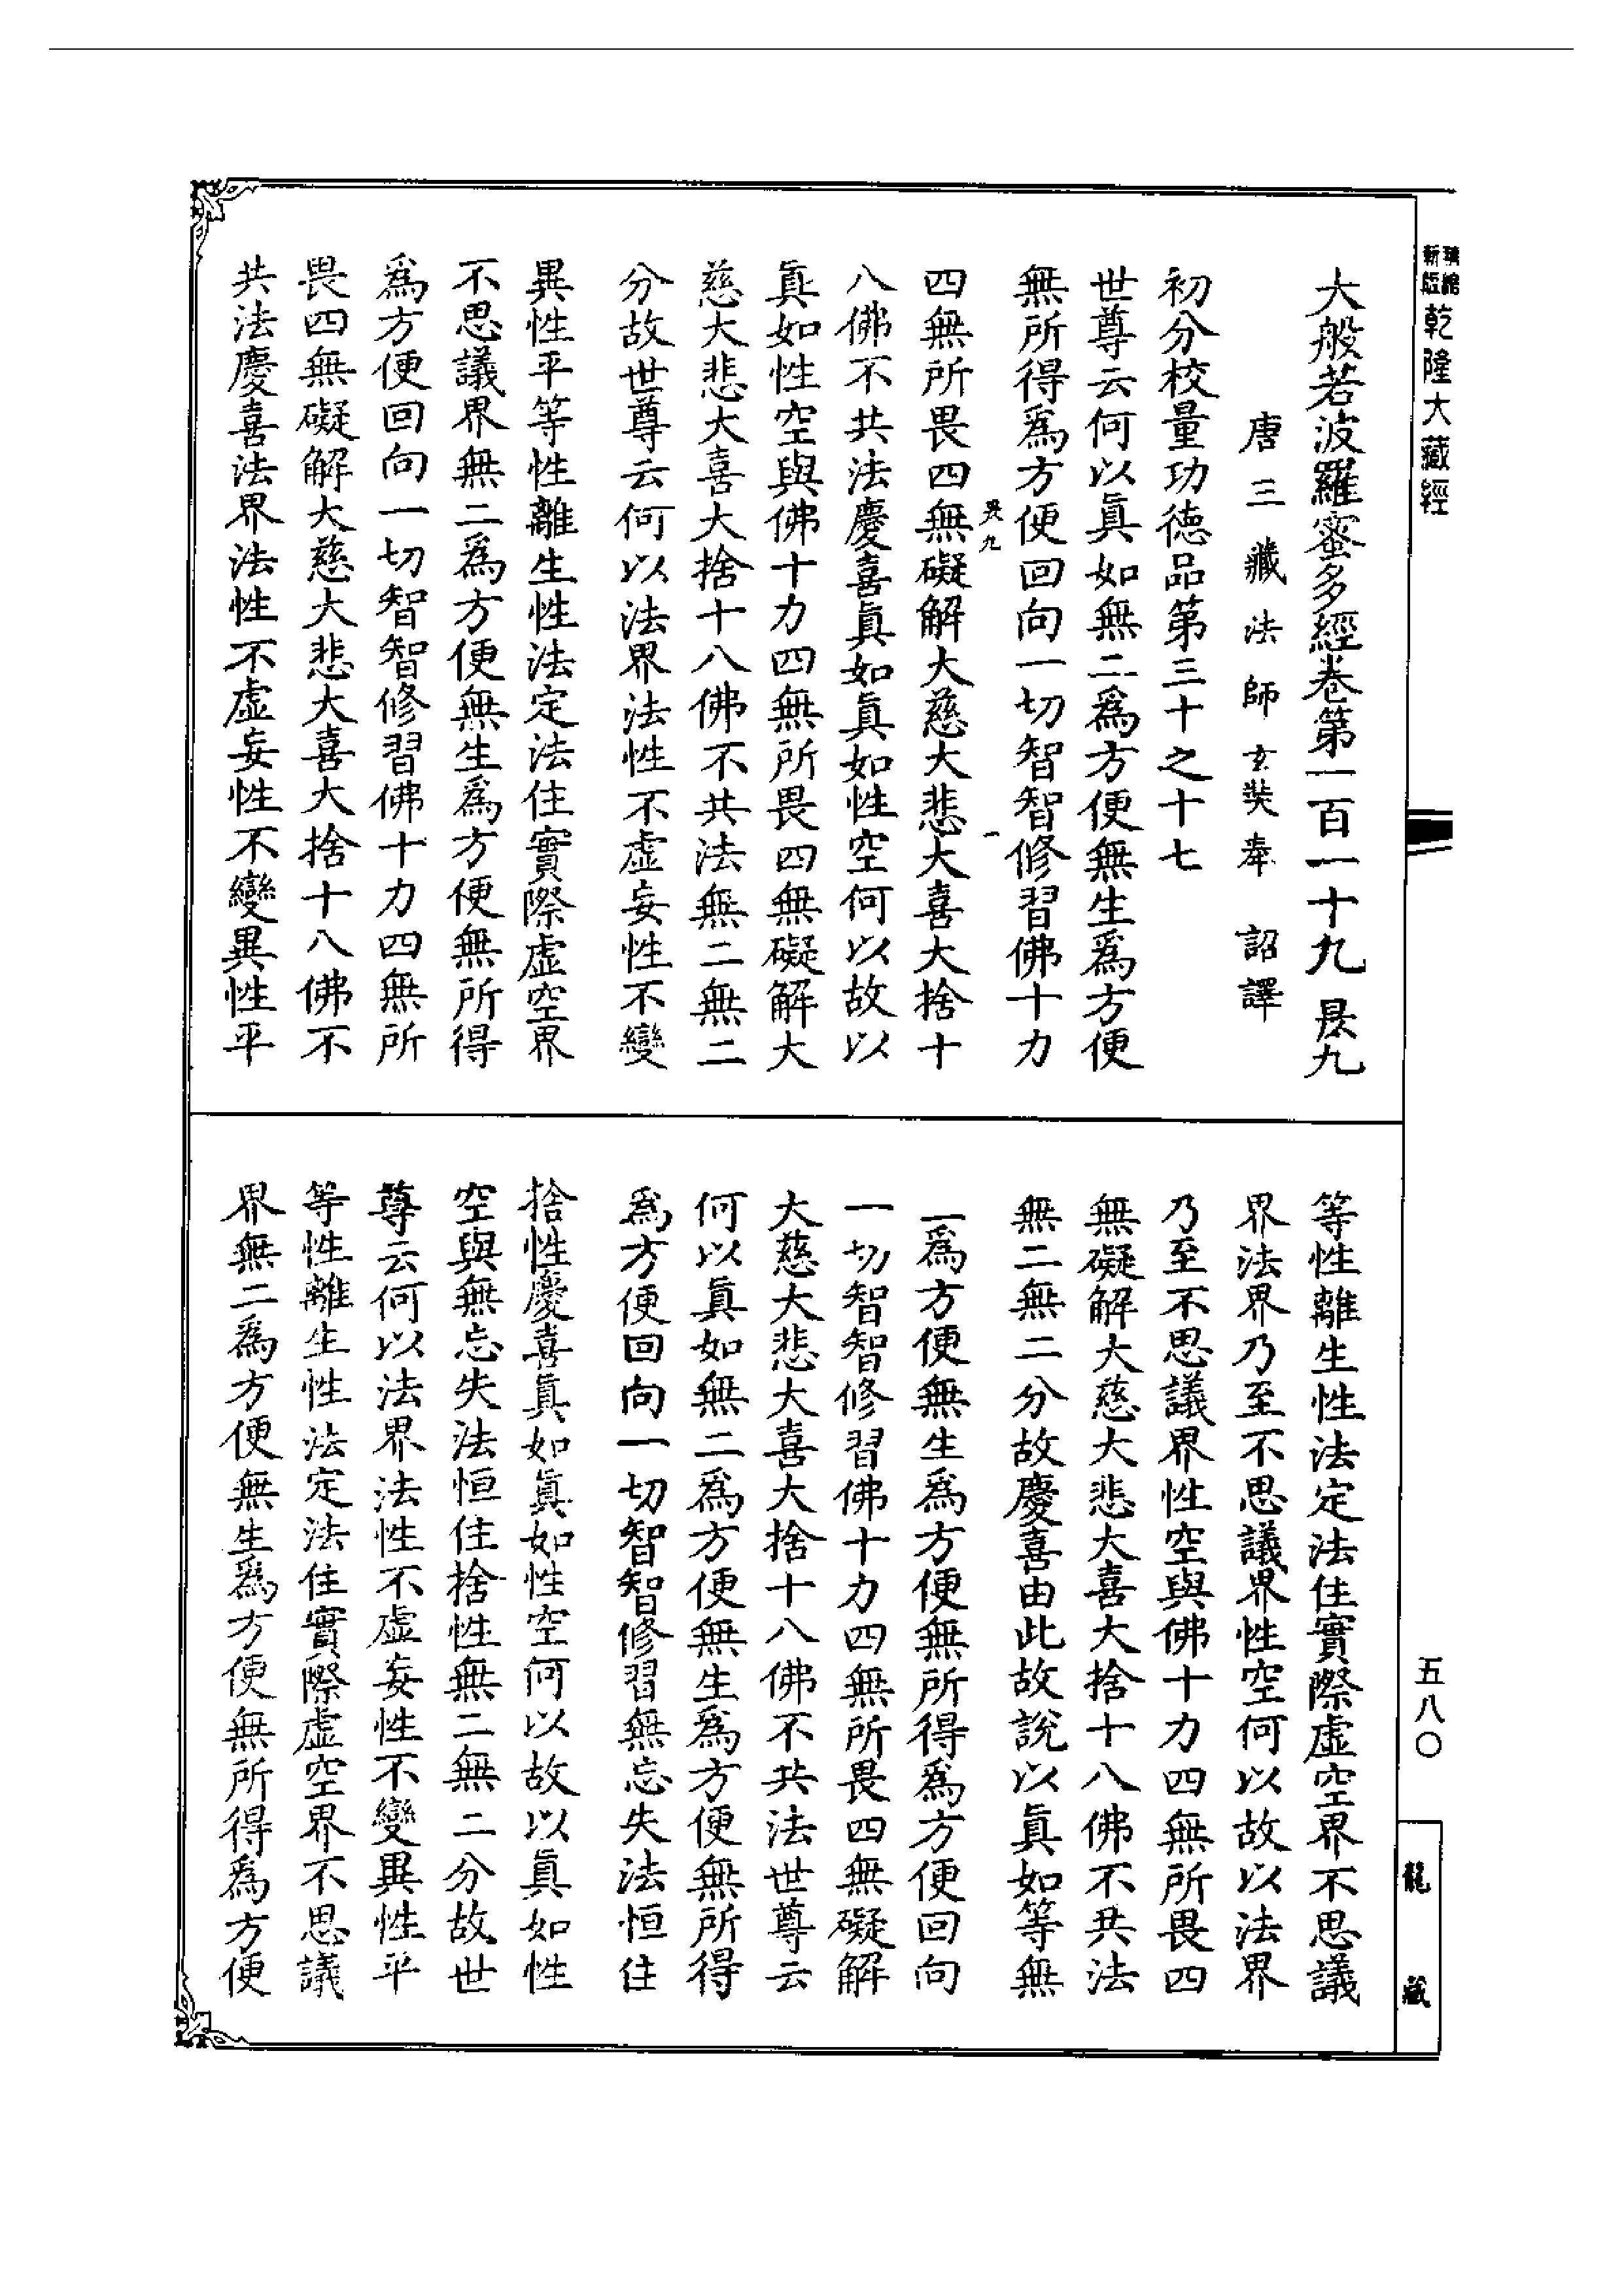 新編
新版
乾隆大藏經
大般若波羅蜜多經卷第一百一十九 昃九
唐三藏法師玄奘奉 詔譯
初分校量功德品第三十之十七
世尊云何以眞如無二爲方便無生爲方便
無所得爲方便回向一切智智修習佛十力
昃九 一
四無所畏四無礙解大慈大悲大喜大捨十
八佛不共法慶喜眞如眞如性空何以故以
眞如性空與佛十力四無所畏四無礙解大
慈大悲大喜大捨十八佛不共法無二無二
分故世尊云何以法界法性不虛妄性不變
異性平等性離生性法定法住實際虛空界
不思議界無二爲方便無生爲方便無所得
爲方便回向一切智智修習佛十力四無所
畏四無礙解大慈大悲大喜大捨十八佛不
共法慶喜法界法性不虛妄性不變異性平
等性離生性法定法住實際虛空界不思議
界法界乃至不思議界性空何以故以法界
乃至不思議界性空與佛十力四無所畏四
無礙解大慈大悲大喜大捨十八佛不共法
無二無二分故慶喜由此故說以眞如等無
二爲方便無生爲方便無所得爲方便回向
一切智智修習佛十力四無所畏四無礙解
大慈大悲大喜大捨十八佛不共法世尊云
何以眞如無二爲方便無生爲方便無所得
爲方便回向一切智智修習無忘失法恒住
捨性慶喜眞如眞如性空何以故以眞如性
空與無忘失法恒住捨性無二無二分故世
尊云何以法界法性不虛妄性不變異性平
等性離生性法定法住實際虛空界不思議
界無二爲方便無生爲方便無所得爲方便
五八〇
龍藏